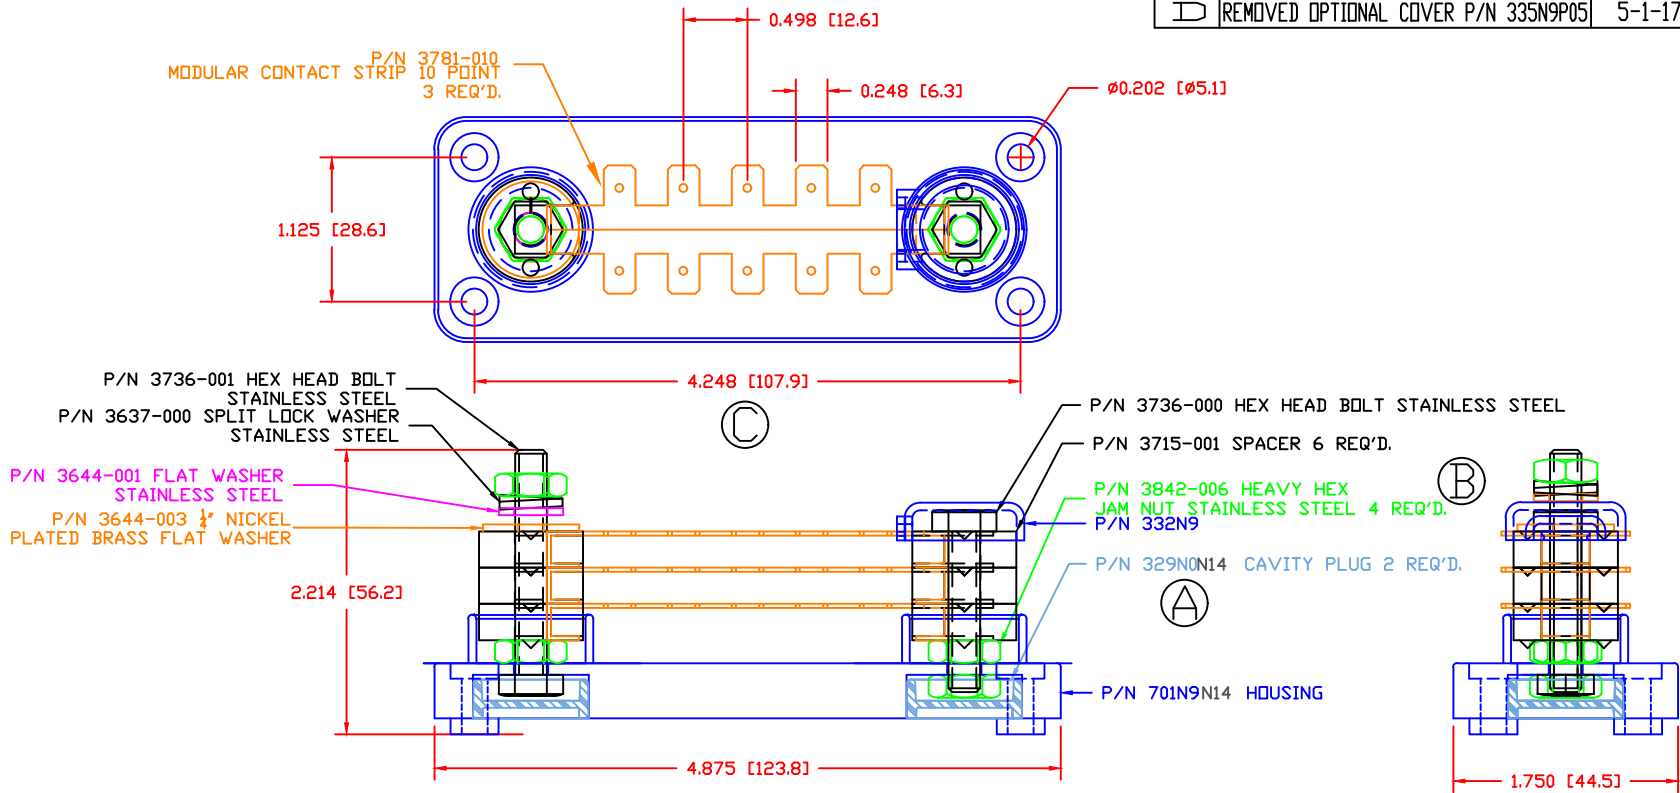 D REMOVED OPTIONAL COVER P/N 335N9P05 5-1-17
0.498 [12.6]
P/N 3781-010
MODULAR CONTACT STRIP 10 POINT
3 REQ'D.
0.248 [6.3]
Ø0.202 [Ø5.1]
1.125 [28.6]
4.248 [107.9]
P/N 3736-001 HEX HEAD BOLT
STAINLESS STEEL
P/N 3637-000 SPLIT LOCK WASHER
STAINLESS STEEL
C
P/N 3736-000 HEX HEAD BOLT STAINLESS STEEL
P/N 3715-001 SPACER 6 REQ'D.
P/N 3644-001 FLAT WASHER
STAINLESS STEEL
B
P/N 3842-006 HEAVY HEX
JAM NUT STAINLESS STEEL 4 REQ'D.
P/N 3644-003 ¼" NICKEL
PLATED BRASS FLAT WASHER
P/N 332N9
P/N 329N0N14 CAVITY PLUG 2 REQ'D.
2.214 [56.2]
A
P/N 701N9N14 HOUSING
4.875 [123.8]
1.750 [44.5]